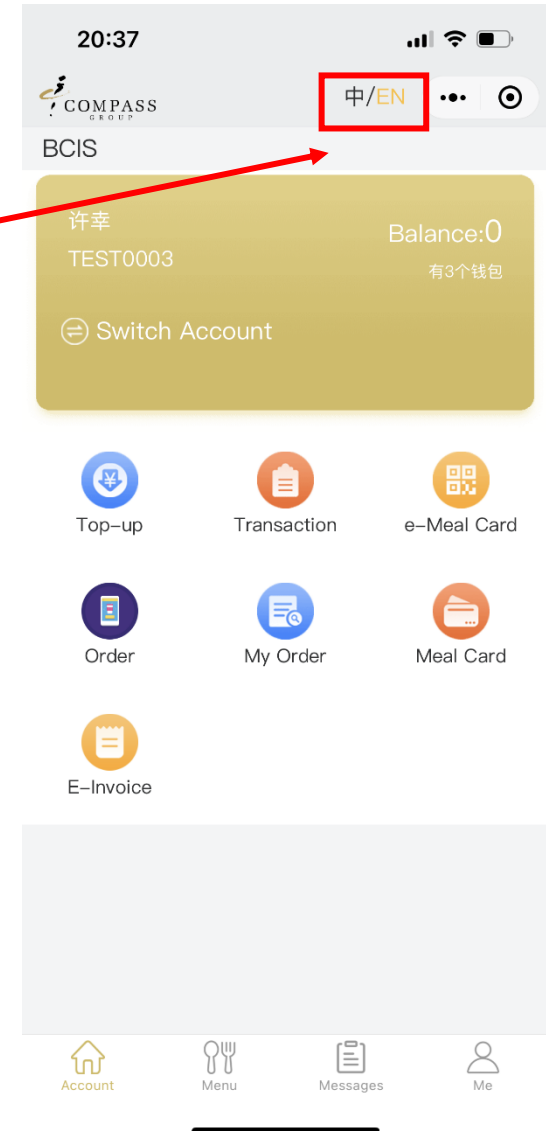 20:37
COMPASS
GROUP
中/EN
BCIS
许幸
Balance:0
TEST0003
有3个钱包
Switch Account
Top-up
Transaction
e-Meal Card
Order
My Order
Meal Card
E-Invoice
Account
Menu
Messages
Me